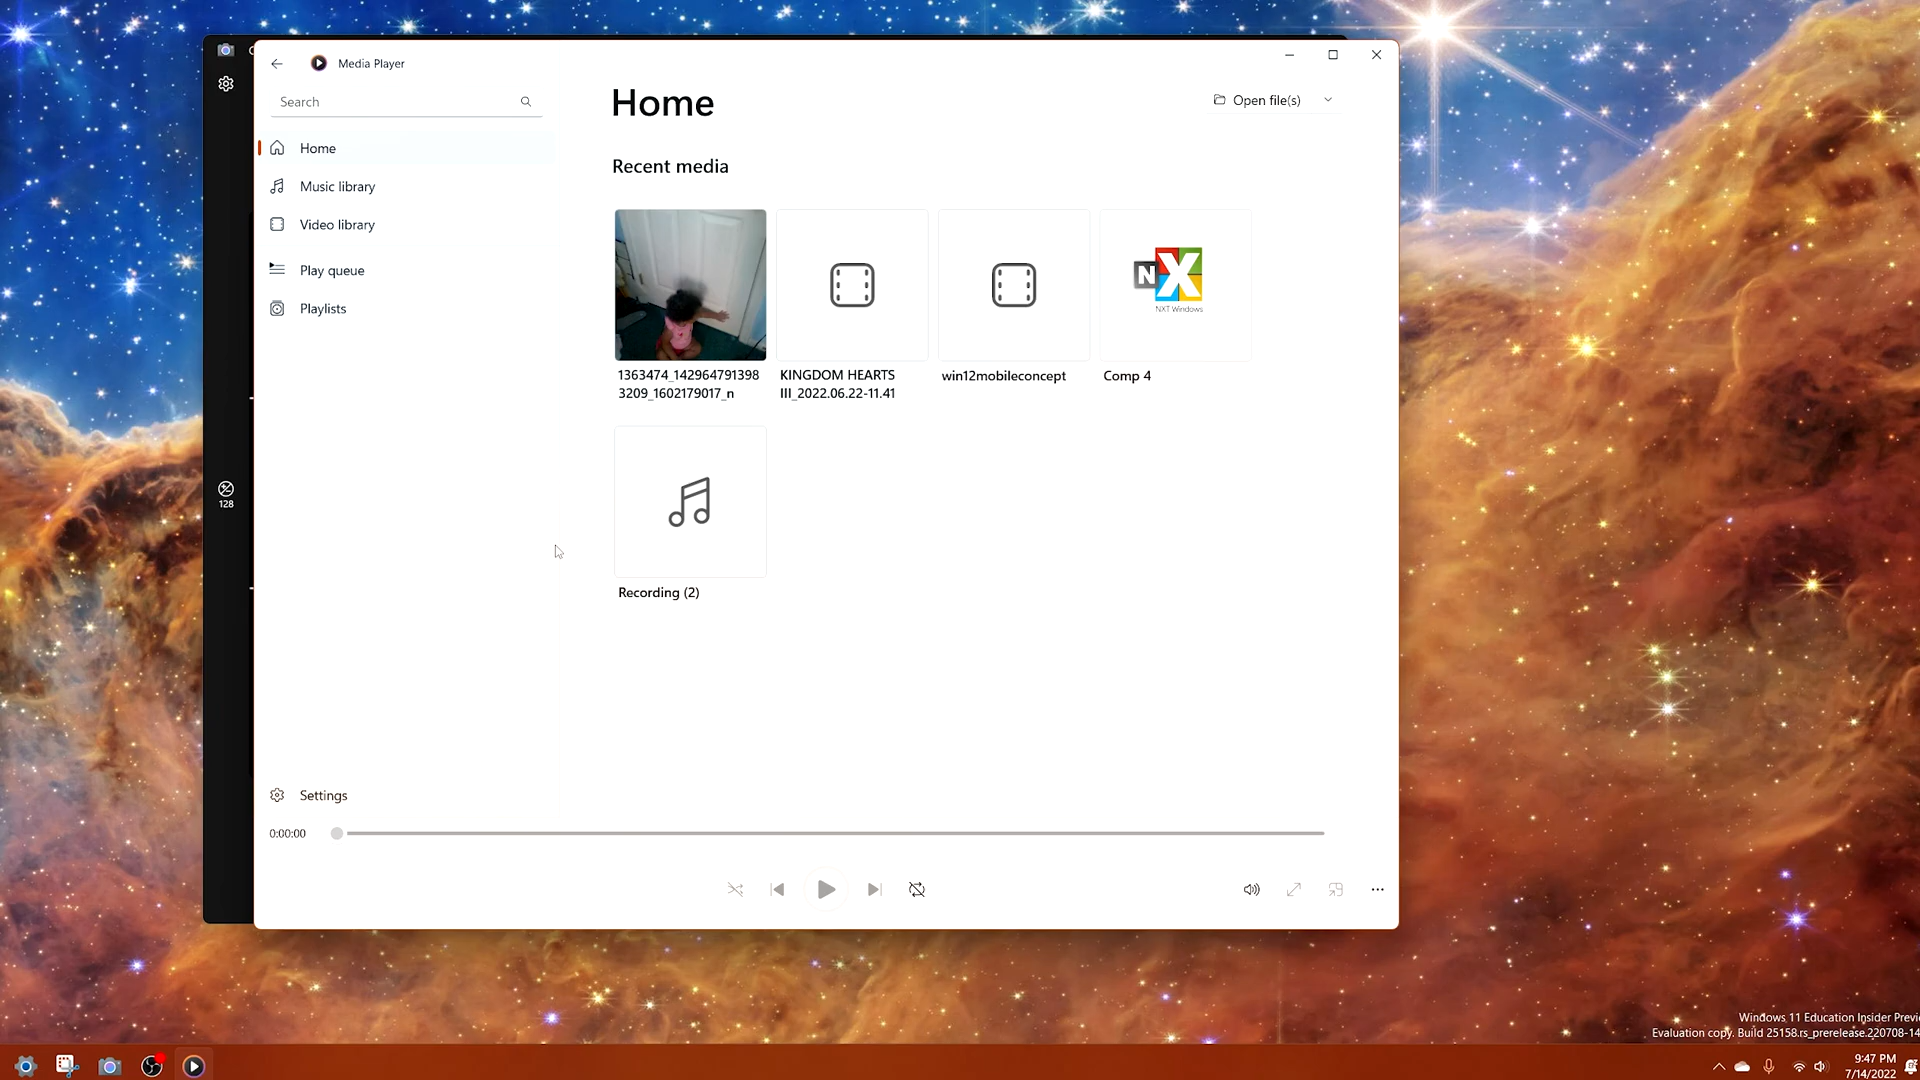 Media Player
Search
Home
Open file(s)
Home
Music library
Video library
Play queue
Playlists
Recent media
N X
NXT Windows
1363474_142964791398
3209_1602179017_n
KINGDOM HEARTS
III_2022.06.22-11.41
win12mobileconcept
Comp 4
128
Recording (2)
Settings
0:00:00
Windows 11 Education Insider Previ
Evaluation copy. Build 25158.rs_prerelease.220708-14
9:47 PM
7/14/2022